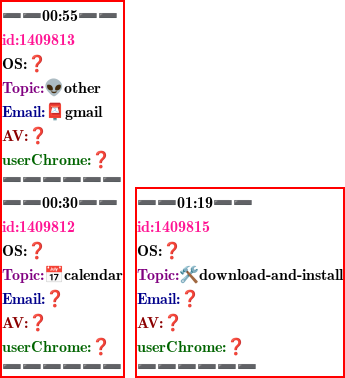 ➖➖00:55➖➖
id:1409813
OS:❓
Topic:👽other
Email:📮gmail
AV:❓
userChrome:❓
➖➖➖➖➖➖
➖➖00:30➖➖
id:1409812
OS:❓
Topic:📅calendar
Email:❓
AV:❓
userChrome:❓
➖➖➖➖➖➖
➖➖01:19➖➖
id:1409815
OS:❓
Topic:🛠️download-and-install
Email:❓
AV:❓
userChrome:❓
➖➖➖➖➖➖